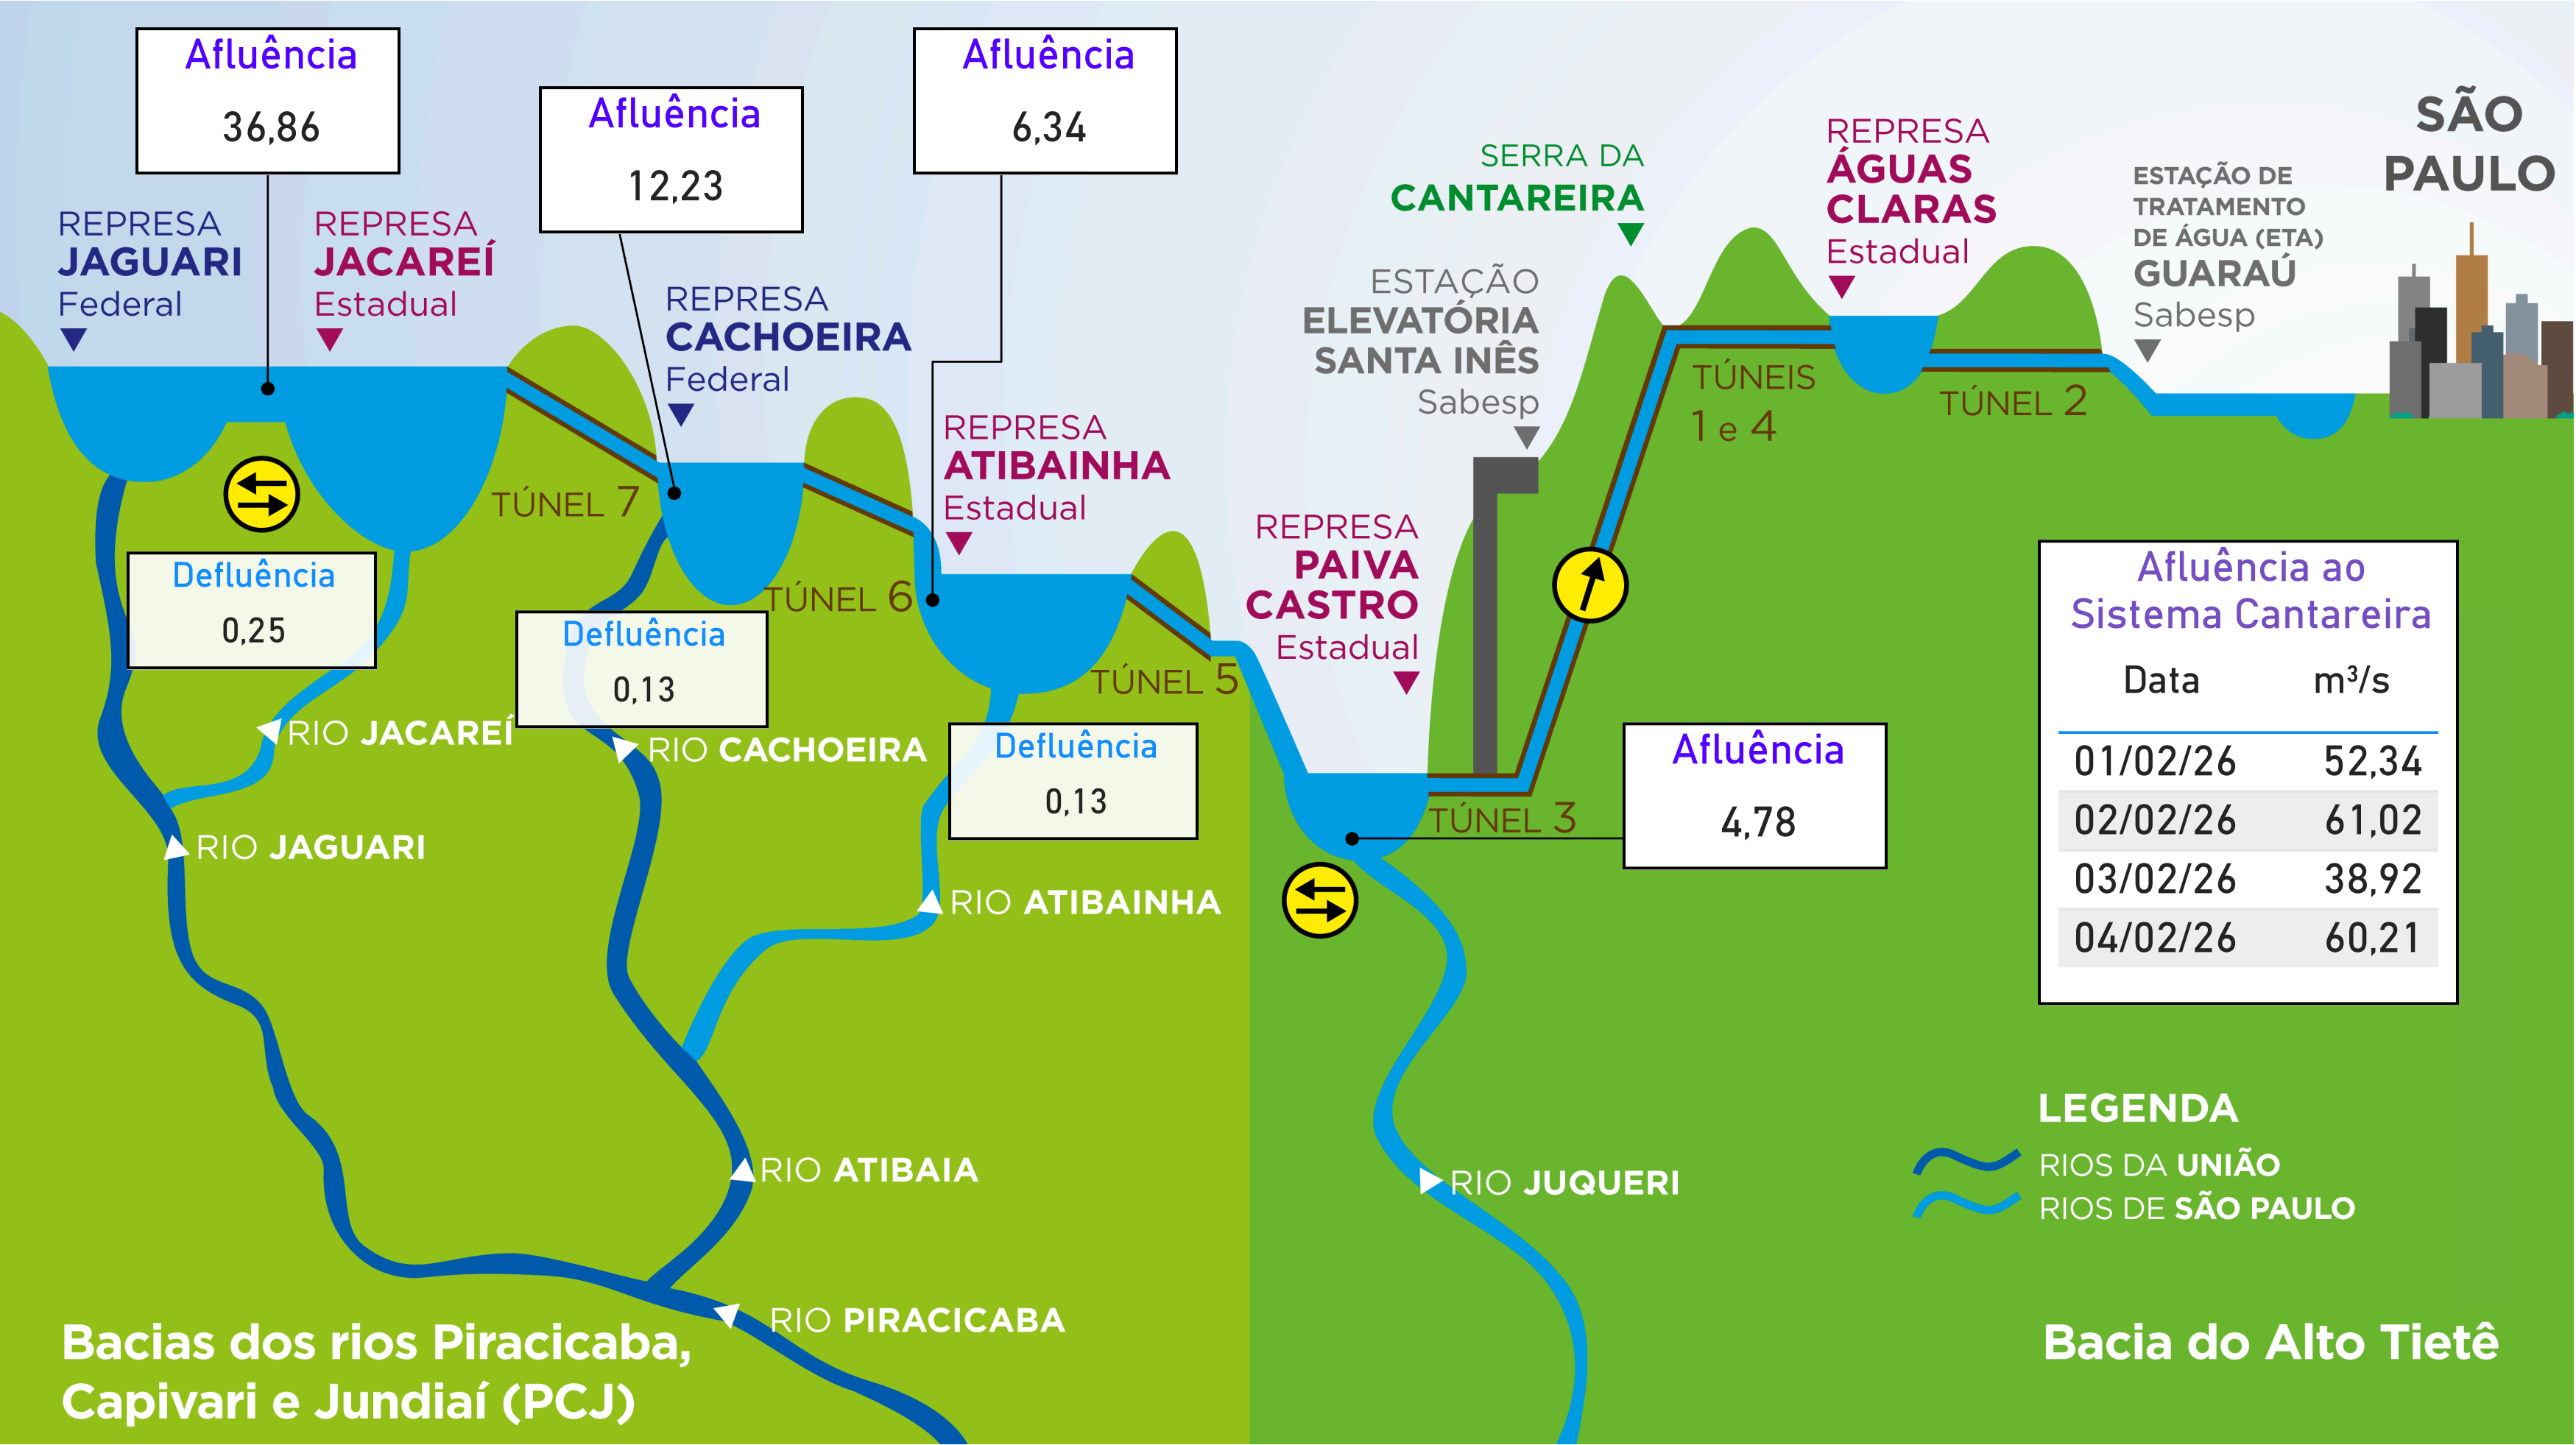 Afluência
36,86
Afluência
12,23
Afluência
6,34
REPRESA
JAGUARI
Federal
REPRESA
JACAREÍ
Estadual
REPRESA
CACHOEIRA
Federal
REPRESA
ATIBAINHA
Estadual
SERRA DA
CANTAREIRA
ESTAÇÃO
ELEVATÓRIA
SANTA INÊS
Sabesp
REPRESA
ÁGUAS
CLARAS
Estadual
ESTAÇÃO DE
TRATAMENTO
DE ÁGUA (ETA)
GUARAÚ
Sabesp
SÃO
PAULO
TÚNEIS
1 e 4
TÚNEL 2
TÚNEL 7
TÚNEL 6
TÚNEL 5
REPRESA
PAIVA
CASTRO
Estadual
TÚNEL 3
Defluência
0,25
Defluência
0,13
Defluência
0,13
Afluência
4,78
RIO JACAREÍ
RIO CACHOEIRA
RIO JAGUARI
RIO ATIBAINHA
RIO ATIBAIA
RIO JUQUERI
RIO PIRACICABA
Afluência ao
Sistema Cantareira
Data m³/s
01/02/26 52,34
02/02/26 61,02
03/02/26 38,92
04/02/26 60,21
LEGENDA
RIOS DA UNIÃO
RIOS DE SÃO PAULO
Bacias dos rios Piracicaba,
Capivari e Jundiaí (PCJ)
Bacia do Alto Tietê